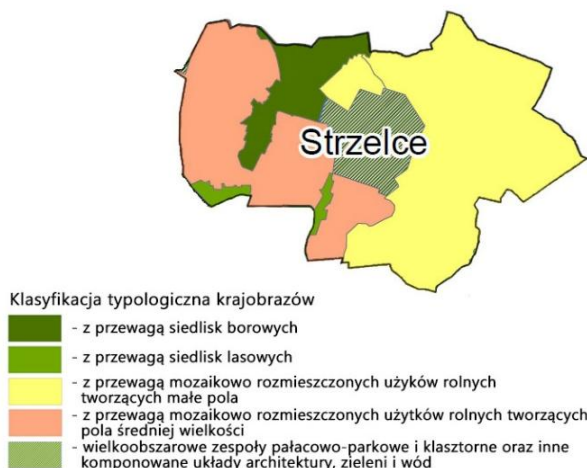 Strzelce
Klasyfikacja typologiczna krajobrazów
- z przewagą siedlisk borowych
- z przewagą siedlisk lasowych
- z przewagą mozaikowo rozmieszczonych użyków rolnych
tworzących małe pola
- z przewagą mozaikowo rozmieszczonych użytków rolnych tworzących
pola średniej wielkości
- wielkoobszarowe zespoły pałacowo-parkowe i klasztorne oraz inne
komponowane układy architektury, zieleni i wód